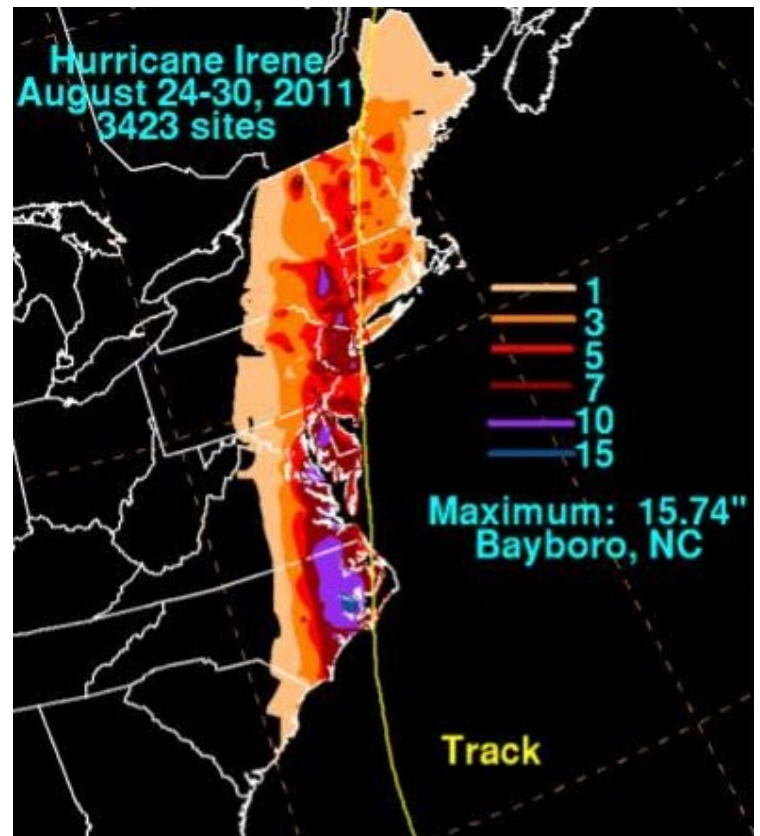 Hurricane Irene
August 24-30, 2011
3423 sites
1
3
5
7
10
15
Maximum: 15.74"
Bayboro, NC
Track